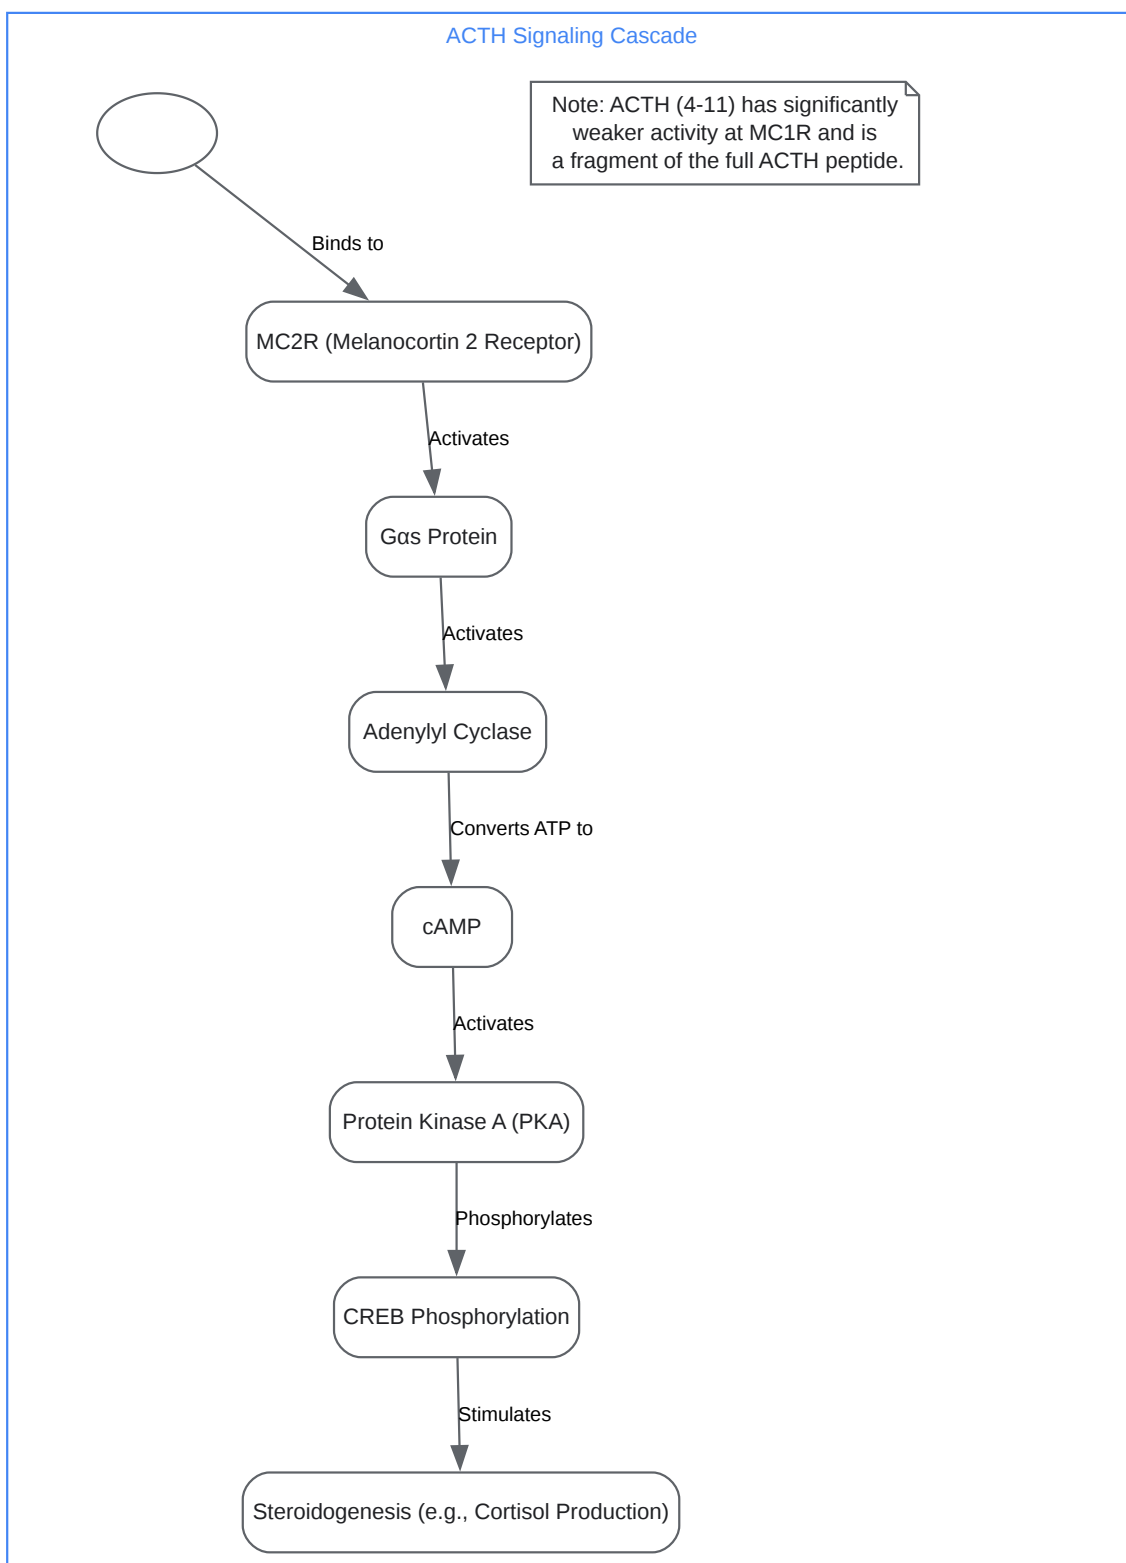 ACTH Signaling Cascade
Note: ACTH (4-11) has significantly
weaker activity at MC1R and is
a fragment of the full ACTH peptide.
Binds to
MC2R (Melanocortin 2 Receptor)
Activates
Gαs Protein
Activates
Adenylyl Cyclase
Converts ATP to
cAMP
Activates
Protein Kinase A (PKA)
Phosphorylates
CREB Phosphorylation
Stimulates
Steroidogenesis (e.g., Cortisol Production)